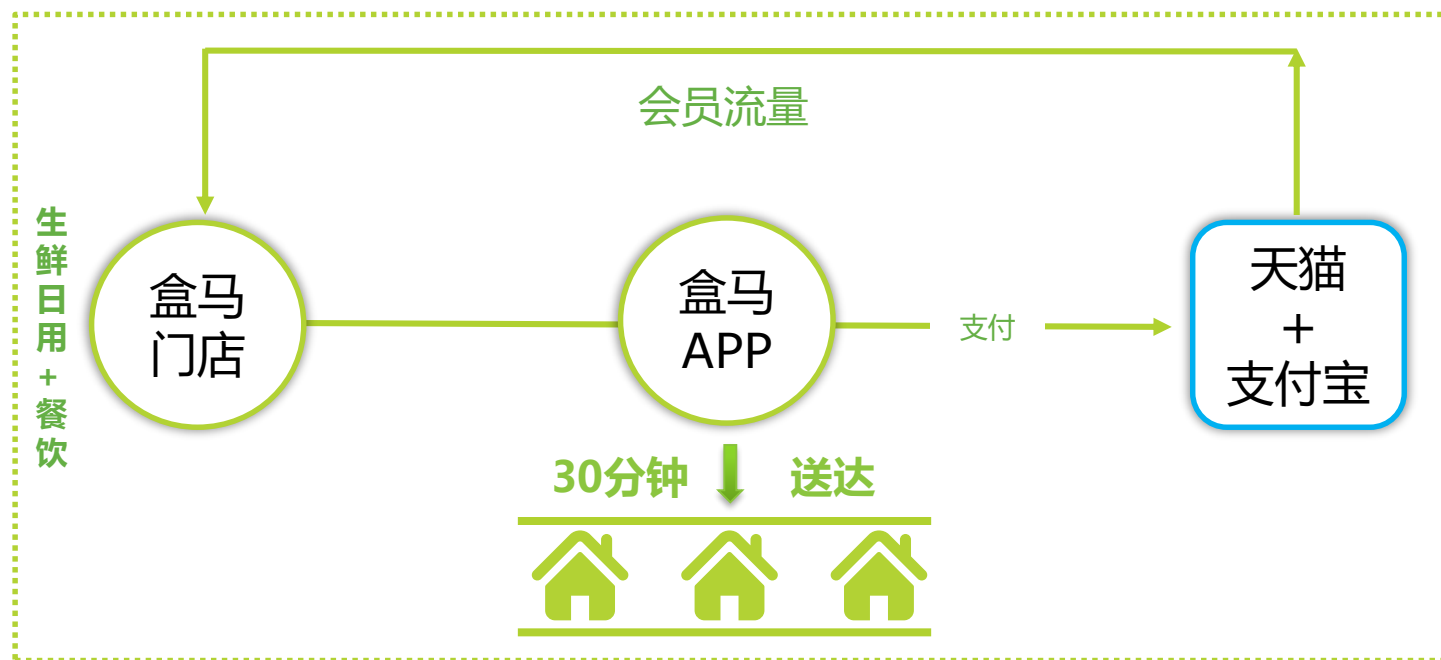 会员流量
生鲜日用+餐饮
盒马
门店
盒马
APP
支付
天猫
+
支付宝
30分钟 送达